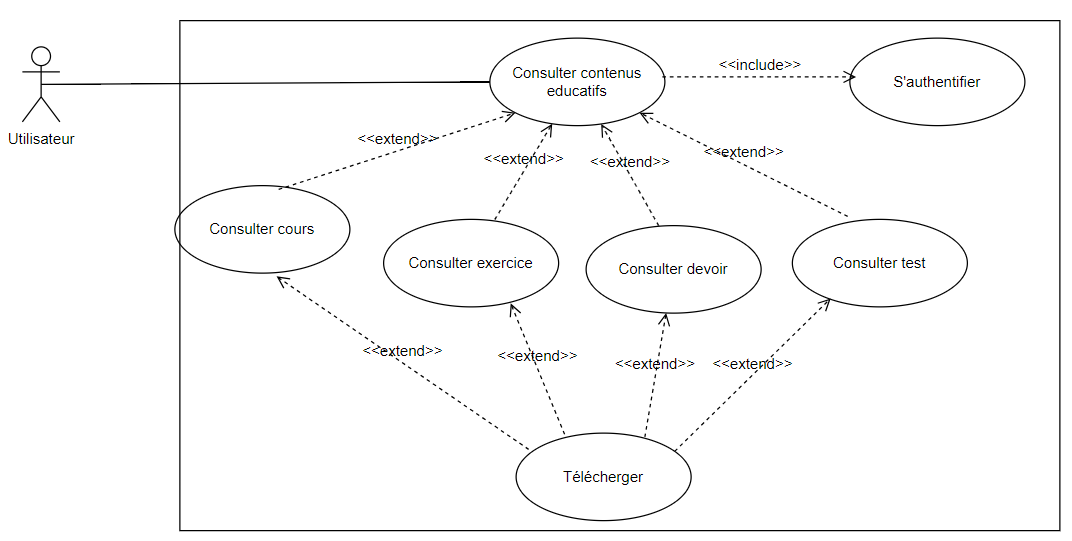 Consulter contenus
educatifs
<<include>>
S'authentifier
Utilisateur
<<extend>>
<<extend>>
<<extend>>
<<extend>>
Consulter cours
Consulter exercice
Consulter devoir
Consulter test
<<extend>>
<<extend>>
<<extend>>
<<extend>>
Télécherger